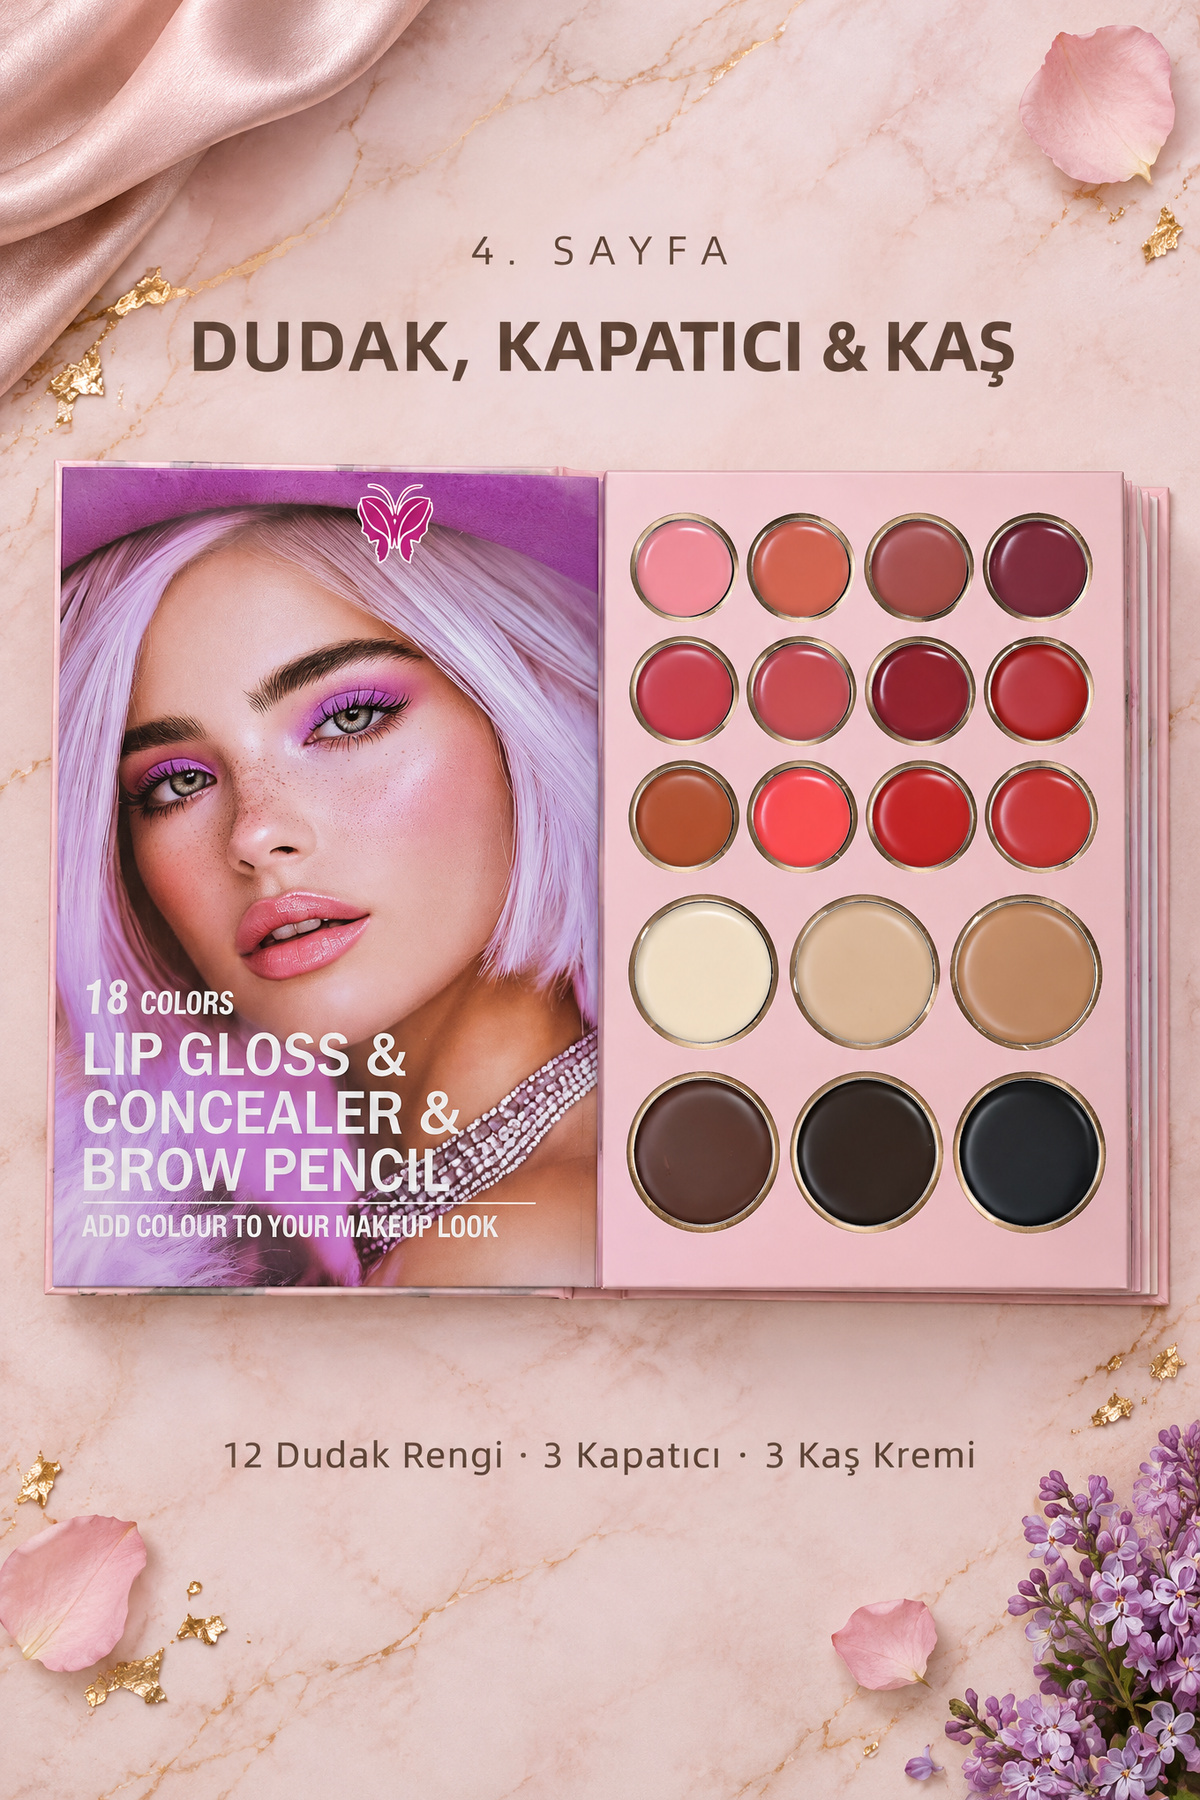 4. SAYFA
DUDAK, KAPATICI & KAŞ
18 COLORS
LIP GLOSS &
CONCEALER &
BROW PENCIL
ADD COLOUR TO YOUR MAKEUP LOOK
12 Dudak Rengi · 3 Kapatıcı · 3 Kaş Kremi